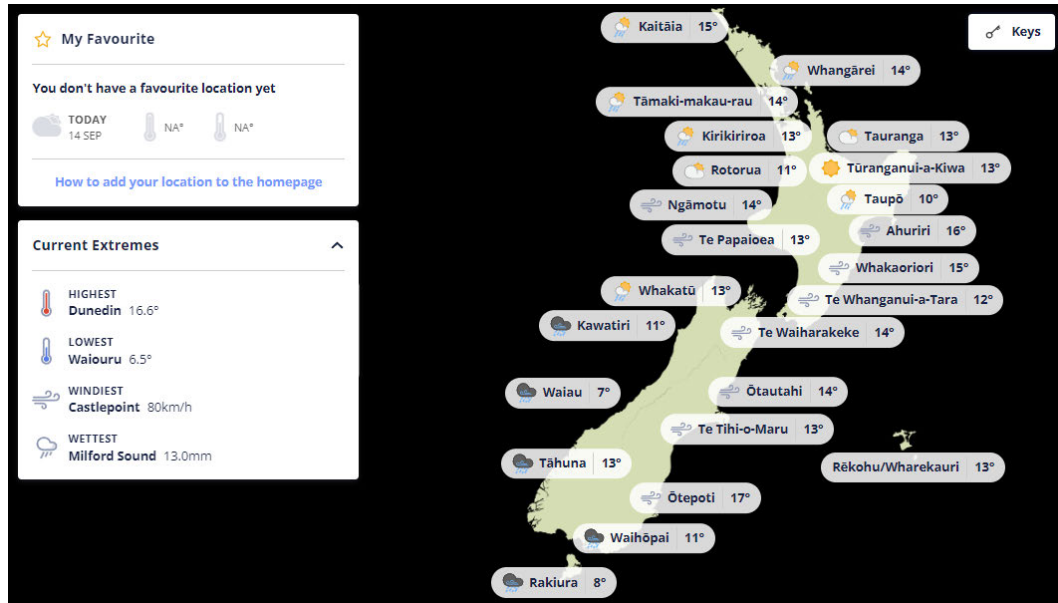 My Favourite
You don't have a favourite location yet
TODAY
14 SEP
NA°
NA°
How to add your location to the homepage
Current Extremes
HIGHEST
Dunedin 16.6°
LOWEST
Waiouru 6.5°
WINDIEST
Castlepoint 80km/h
WETTEST
Milford Sound 13.0mm
Keys
Kaitāia 15°
Whangārei 14°
Tāmaki-makau-rau 14°
Kirikiriroa 13°
Tauranga 13°
Rotorua 11°
Tūranganui-a-Kiwa 13°
Taupō 10°
Ngāmotu 14°
Ahuriri 16°
Te Papaioea 13°
Whakaoriori 15°
Whakatū 13°
Te Whanganui-a-Tara 12°
Kawatiri 11°
Te Waiharakeke 14°
Waiau 7°
Ōtautahi 14°
Te Tihi-o-Maru 13°
Tāhuna 13°
Rēkohu/Wharekauri 13°
Ōtepoti 17°
Waihōpai 11°
Rakiura 8°